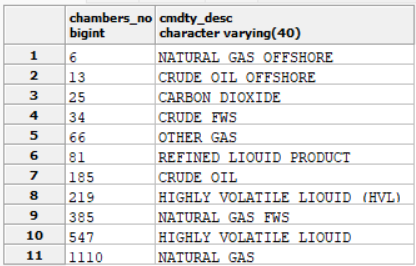 chambers_no cmdty_desc
bigint character varying(40)
1 6 NATURAL GAS OFFSHORE
2 13 CRUDE OIL OFFSHORE
3 25 CARBON DIOXIDE
4 34 CRUDE FWS
5 66 OTHER GAS
6 81 REFINED LIQUID PRODUCT
7 185 CRUDE OIL
8 219 HIGHLY VOLATILE LIQUID (HVL)
9 385 NATURAL GAS FWS
10 547 HIGHLY VOLATILE LIQUID
11 1110 NATURAL GAS